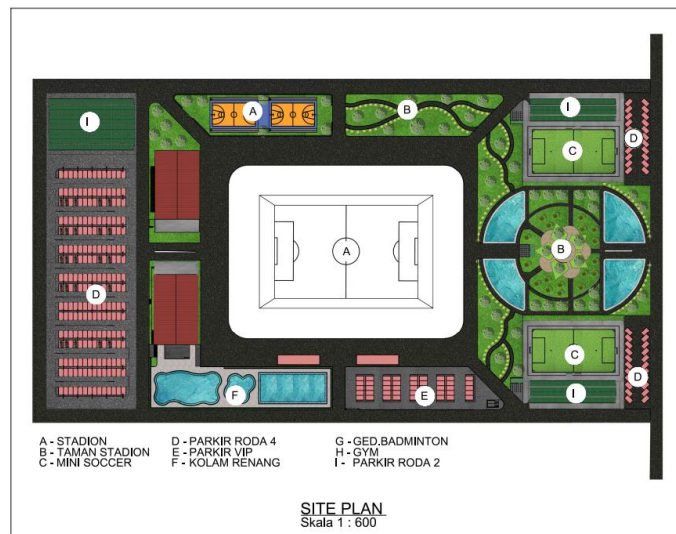 I
A
B
I
C
D
A
B
D
C
D
I
E
F
A - STADION
B - TAMAN STADION
C - MINI SOCCER
D - PARKIR RODA 4
E - PARKIR VIP
F - KOLAM RENANG
G - GED.BADMINTON
H - GYM
I - PARKIR RODA 2
SITE PLAN
Skala 1 : 600